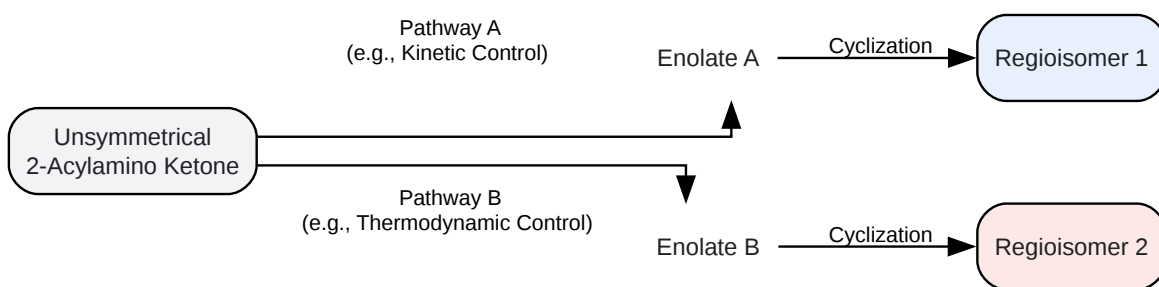 Pathway A
(e.g., Kinetic Control)
Enolate A
Cyclization
Regioisomer 1
Unsymmetrical
2-Acylamino Ketone
Pathway B
(e.g., Thermodynamic Control)
Enolate B
Cyclization
Regioisomer 2